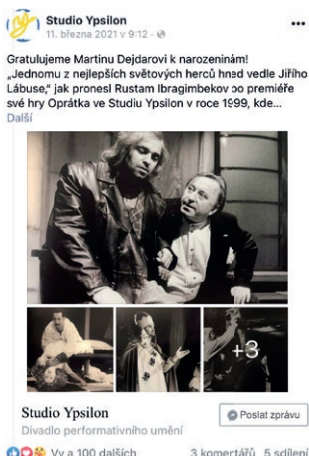 Studio Ypsilon
11. března 2021 v 9:12 ·
Gratulujeme Martinu Dejdarovi k narozeninám!
„Jednomu z nejlepších světových herců hned vedle Jiřího
Lábuse,“ jak pronesl Rustam Ibragimbekov po premiéře
své hry Oprátka ve Studiu Ypsilon v roce 1999, kde...
Další
+3
Studio Ypsilon
Divadlo performativního umění
Poslat zprávu
Vy a 100 dalších
3 komentářů 5 sdílení